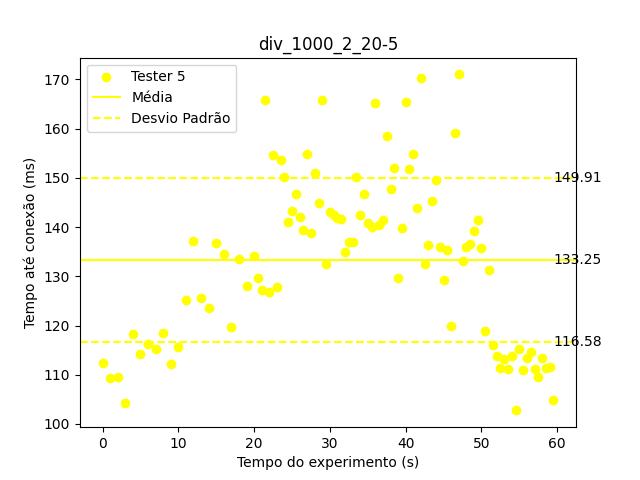 div_1000_2_20-5
Tester 5
Média
Desvio Padrão
Tempo até conexão (ms)
170
160
150
140
130
120
110
100
149.91
133.25
116.58
0 10 20 30 40 50 60
Tempo do experimento (s)